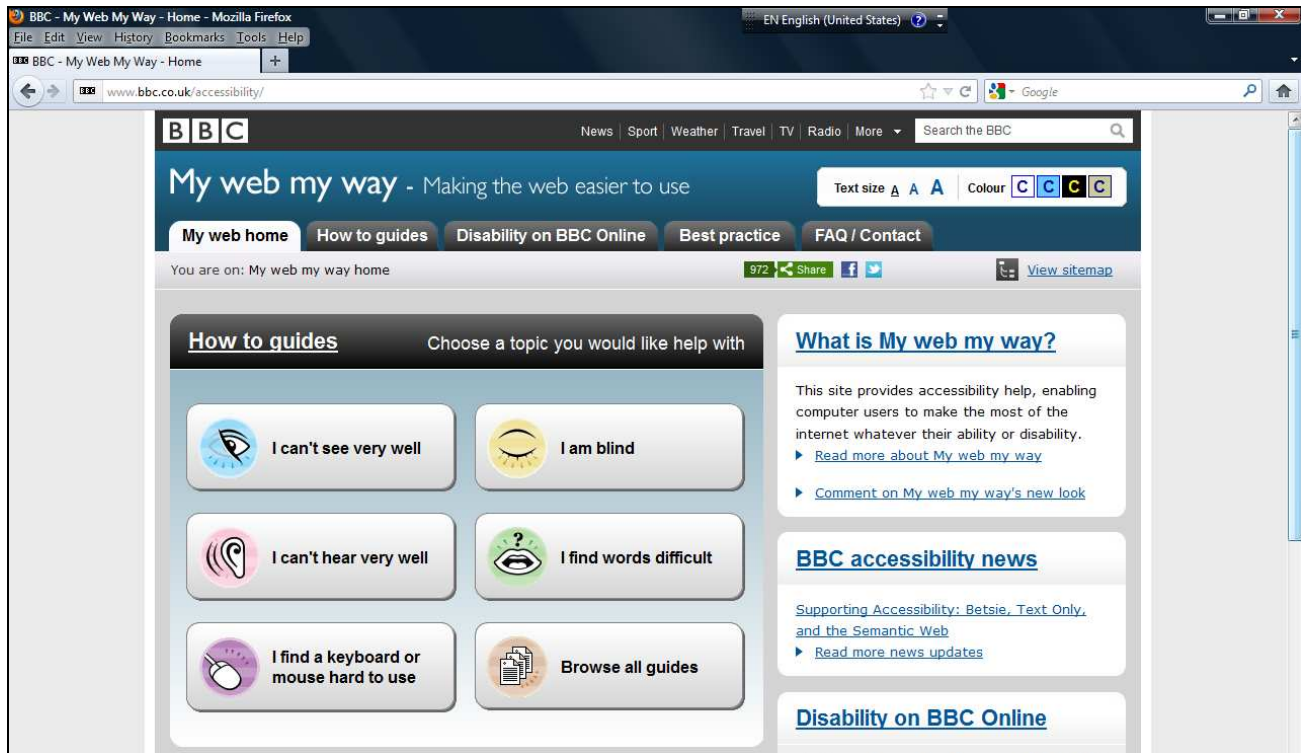 BBC - My Web My Way - Home - Mozilla Firefox
EN English (United States) ?
File Edit View History Bookmarks Tools Help
BBC BBC - My Web My Way - Home +
BBC www.bbc.co.uk/accessibility/
Google
BBC
News | Sport | Weather | Travel | TV | Radio | More
Search the BBC
My web my way - Making the web easier to use
Text size A A A Colour C C C C
My web home How to guides Disability on BBC Online Best practice FAQ / Contact
You are on: My web my way home
972 Share f
View sitemap
How to guides Choose a topic you would like help with
I can't see very well
I am blind
I can't hear very well
?
I find words difficult
I find a keyboard or
mouse hard to use
Browse all guides
What is My web my way?
This site provides accessibility help, enabling
computer users to make the most of the
internet whatever their ability or disability.
Read more about My web my way
Comment on My web my way's new look
BBC accessibility news
Supporting Accessibility: Betsie, Text Only,
and the Semantic Web
Read more news updates
Disability on BBC Online